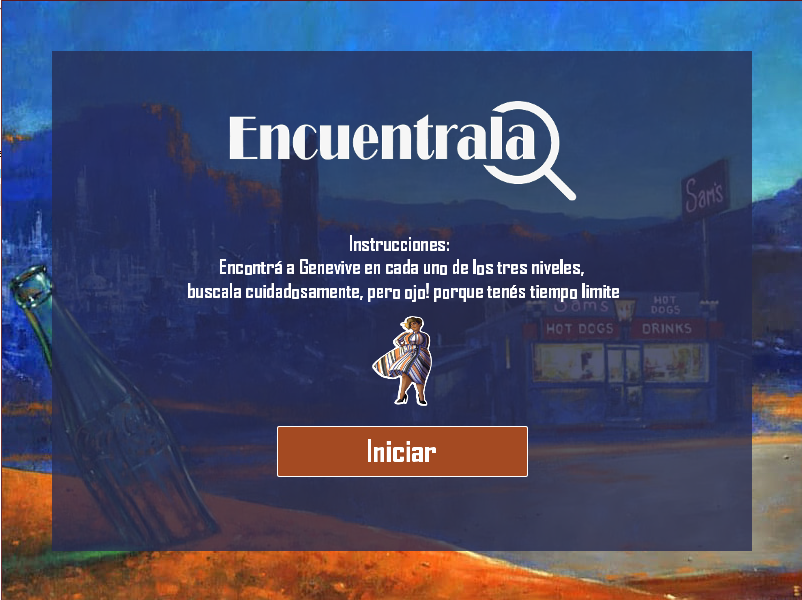 Encuentrala
Sam's
Instrucciones:
Encontrá a Genevive en cada uno de los tres niveles,
buscala cuidadosamente, pero ojo! porque tenés tiempo limite
Sam's
HOT
DOGS
HOT DOGS
DRINKS
Iniciar